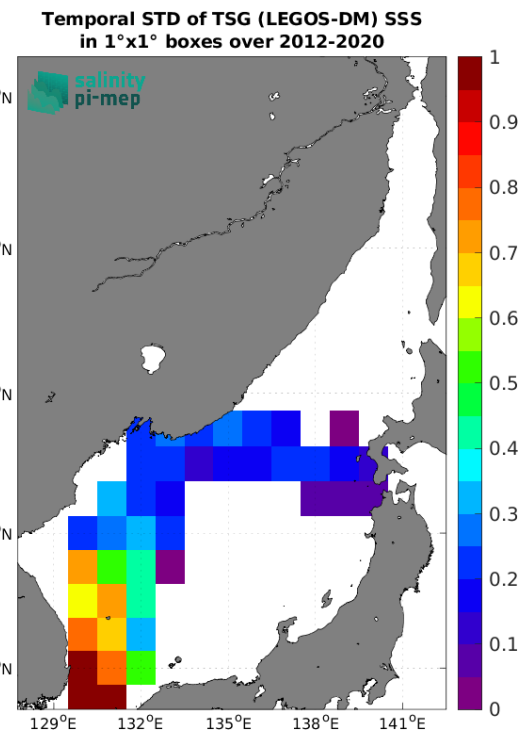 Temporal STD of TSG (LEGOS-DM) SSS
in 1°x1° boxes over 2012-2020
salinity
pi-mep
°N
°N
°N
°N
°N
129°E
132°E
135°E
138°E
141°E
1
0.9
0.8
0.7
0.6
0.5
0.4
0.3
0.2
0.1
0